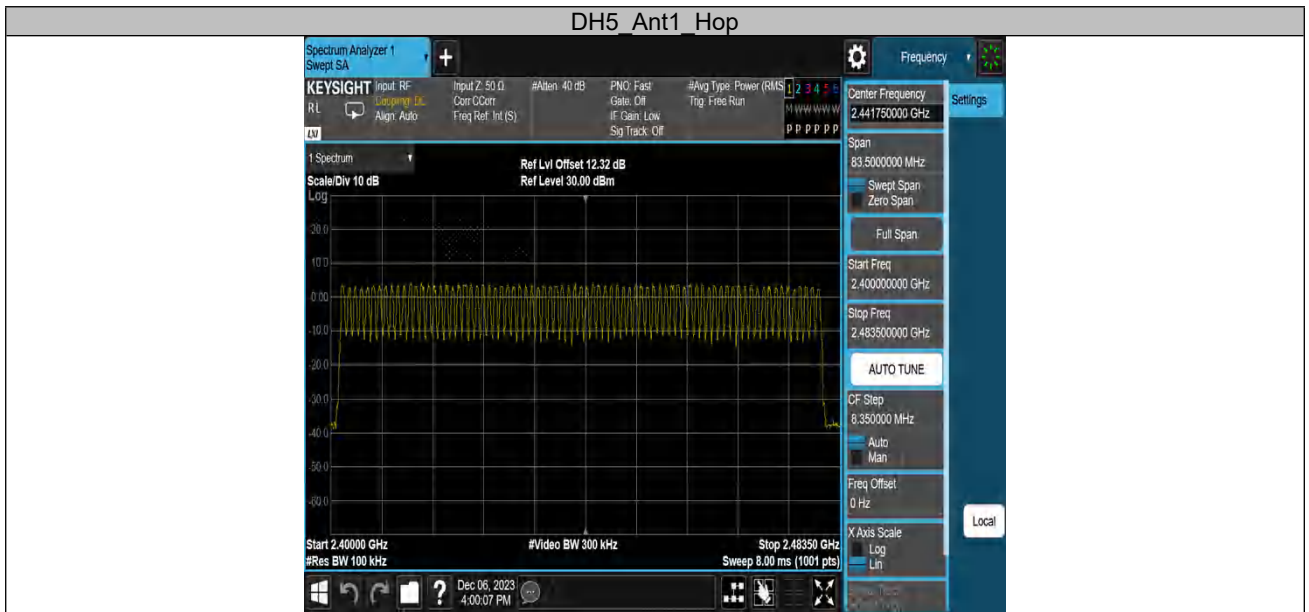 DH5_Ant1_Hop
Spectrum Analyzer 1
Swept SA
+
Frequency
KEYSIGHT
RL
LXI
Input: RF
Coupling: DC
Align: Auto
Input Z: 50 Ω
Corr CCorr
Freq Ref: Int (S)
#Atten: 40 dB
PNO: Fast
Gate: Off
IF Gain: Low
Sig Track: Off
#Avg Type: Power (RMS
Trig: Free Run
1 2 3 4 5 6
M W W W W W
P P P P P P
Center Frequency
2.441750000 GHz
Settings
Span
83.5000000 MHz
Swept Span
Zero Span
Full Span
Start Freq
2.400000000 GHz
Stop Freq
2.483500000 GHz
AUTO TUNE
CF Step
8.350000 MHz
Auto
Man
Freq Offset
0 Hz
X Axis Scale
Log
Lin
Local
1 Spectrum
Scale/Div 10 dB
Log
Ref Lvl Offset 12.32 dB
Ref Level 30.00 dBm
20.0
10.0
0.00
-10.0
-20.0
-30.0
-40.0
-50.0
-60.0
Start 2.40000 GHz
#Res BW 100 kHz
#Video BW 300 kHz
Stop 2.48350 GHz
Sweep 8.00 ms (1001 pts)
?
Dec 06, 2023
4:00:07 PM